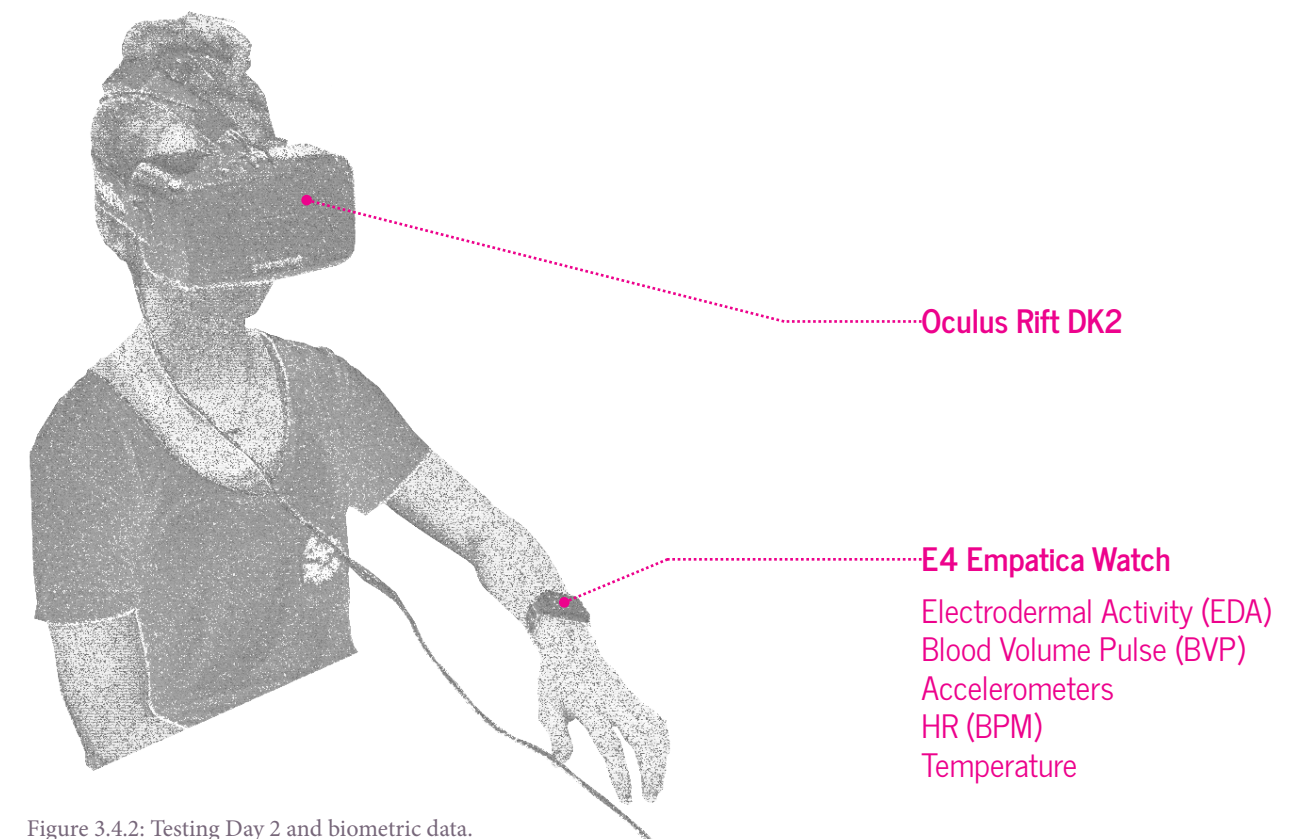 Oculus Rift DK2
E4 Empatica Watch
Electrodermal Activity (EDA)
Blood Volume Pulse (BVP)
Accelerometers
HR (BPM)
Temperature
Figure 3.4.2: Testing Day 2 and biometric data.